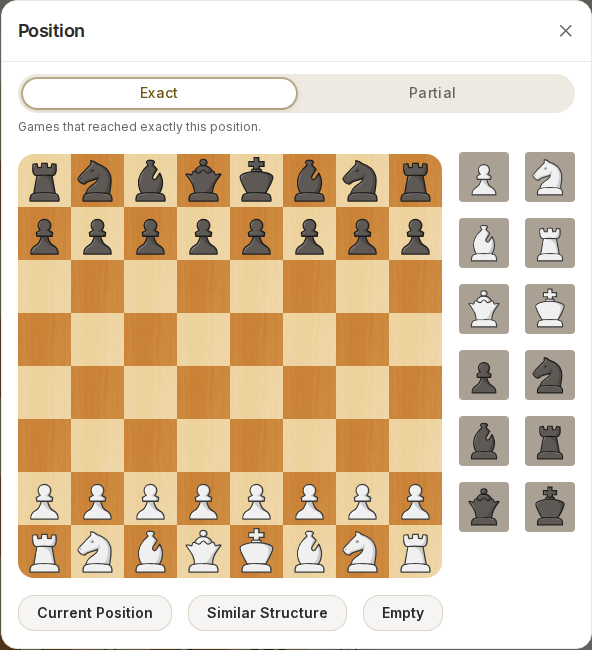 Position
Exact
Partial
Games that reached exactly this position.
Current Position
Similar Structure
Empty